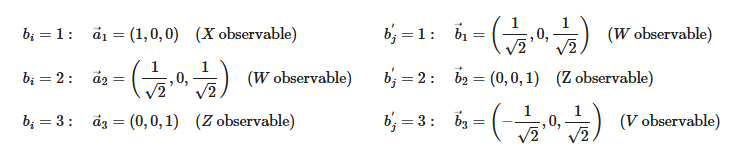 b_i = 1 : \vec{a}_1 = (1, 0, 0) (X observable) b'_j = 1 : \vec{b}_1 = (1/√2, 0, 1/√2) (W observable)
b_i = 2 : \vec{a}_2 = (1/√2, 0, 1/√2) (W observable) b'_j = 2 : \vec{b}_2 = (0, 0, 1) (Z observable)
b_i = 3 : \vec{a}_3 = (0, 0, 1) (Z observable) b'_j = 3 : \vec{b}_3 = (−1/√2, 0, 1/√2) (V observable)